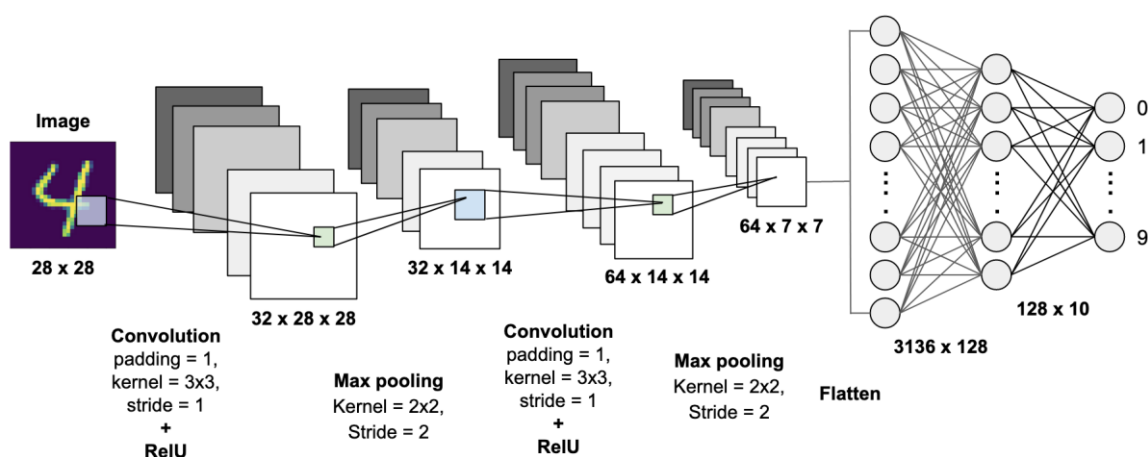 Image
28 x 28
32 x 28 x 28
Convolution
padding = 1,
kernel = 3x3,
stride = 1
+
RelU
32 x 14 x 14
Max pooling
Kernel = 2x2,
Stride = 2
64 x 14 x 14
Convolution
padding = 1,
kernel = 3x3,
stride = 1
+
RelU
64 x 7 x 7
Max pooling
Kernel = 2x2,
Stride = 2
Flatten
3136 x 128
128 x 10
0
1
9